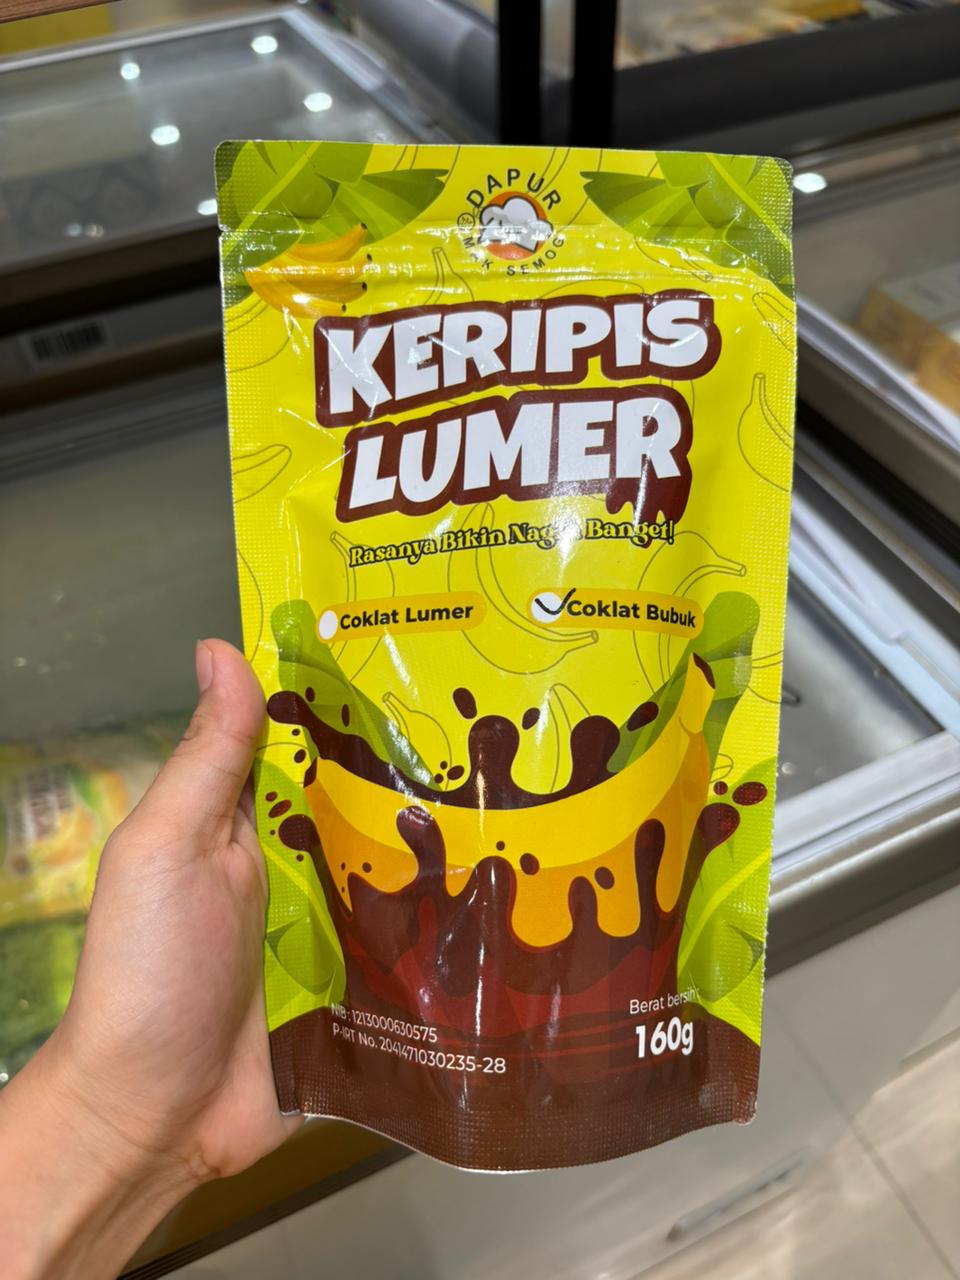 DAPUR
MAK SEMOG
KERIPIS
LUMER
Rasanya Bikin Banget!
Coklat Lumer
Coklat Bubuk
NIB : 1213000630575
P-IRT No. 2041471030235-28
Berat bersih
160g